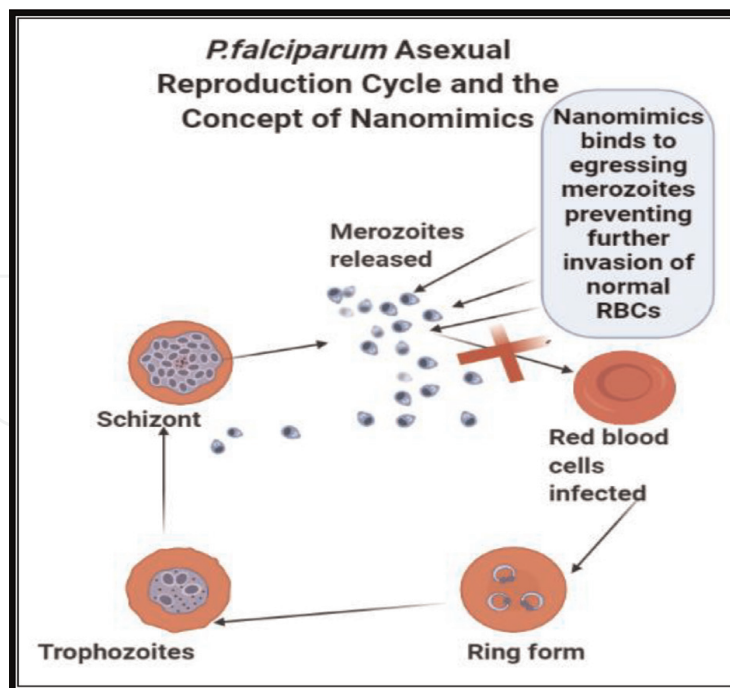 P.falciparum Asexual
Reproduction Cycle and the
Concept of Nanomimics
Nanomimics
binds to
egressing
merozoites
preventing
further
invasion of
normal
RBCs
Merozoites
released
Schizont
Red blood
cells
infected
Trophozoites
Ring form